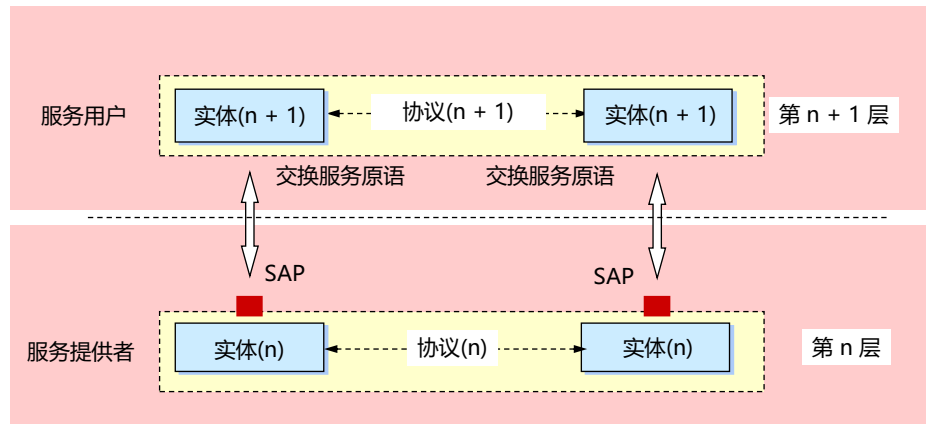 服务用户
实体(n + 1)
协议(n + 1)
实体(n + 1)
第 n + 1 层
交换服务原语
交换服务原语
SAP
SAP
服务提供者
实体(n)
协议(n)
实体(n)
第 n 层